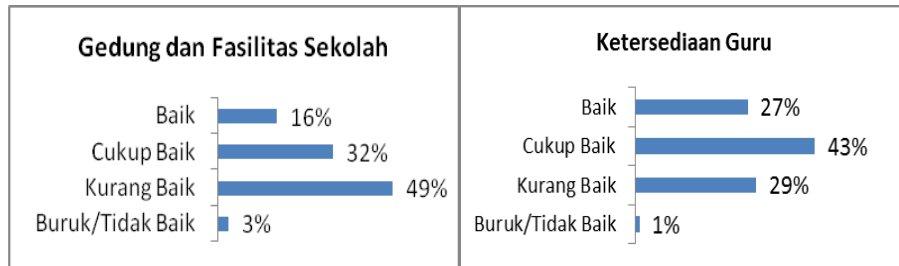 Gedung dan Fasilitas Sekolah
Baik 16%
Cukup Baik 32%
Kurang Baik 49%
Buruk/Tidak Baik 3%
Ketersediaan Guru
Baik 27%
Cukup Baik 43%
Kurang Baik 29%
Buruk/Tidak Baik 1%